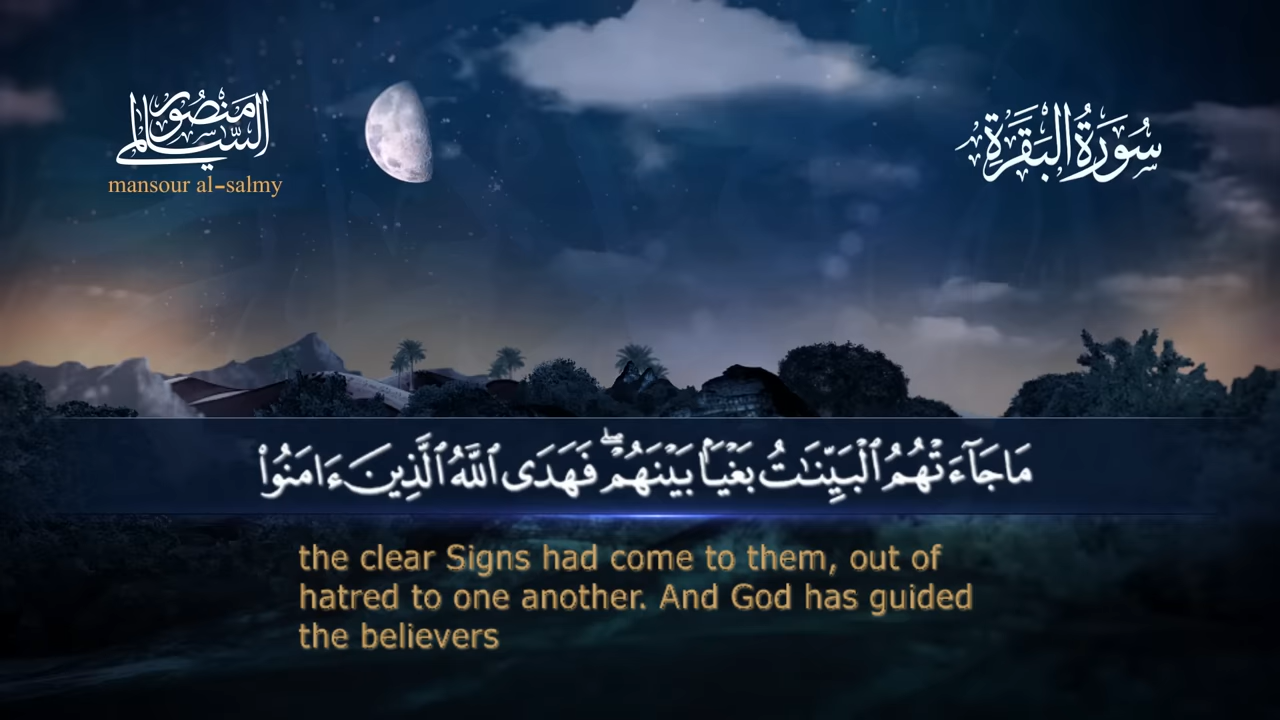 المنصور السالمي
mansour al-salmy
سُورَةُ البَقَرَةِ
مَا جَآءَتْهُمُ ٱلْبَيِّنَـٰتُ بَغْيًۢا بَيْنَهُمْ ۖ فَهَدَى ٱللَّهُ ٱلَّذِينَ ءَامَنُوا۟
the clear Signs had come to them, out of
hatred to one another. And God has guided
the believers